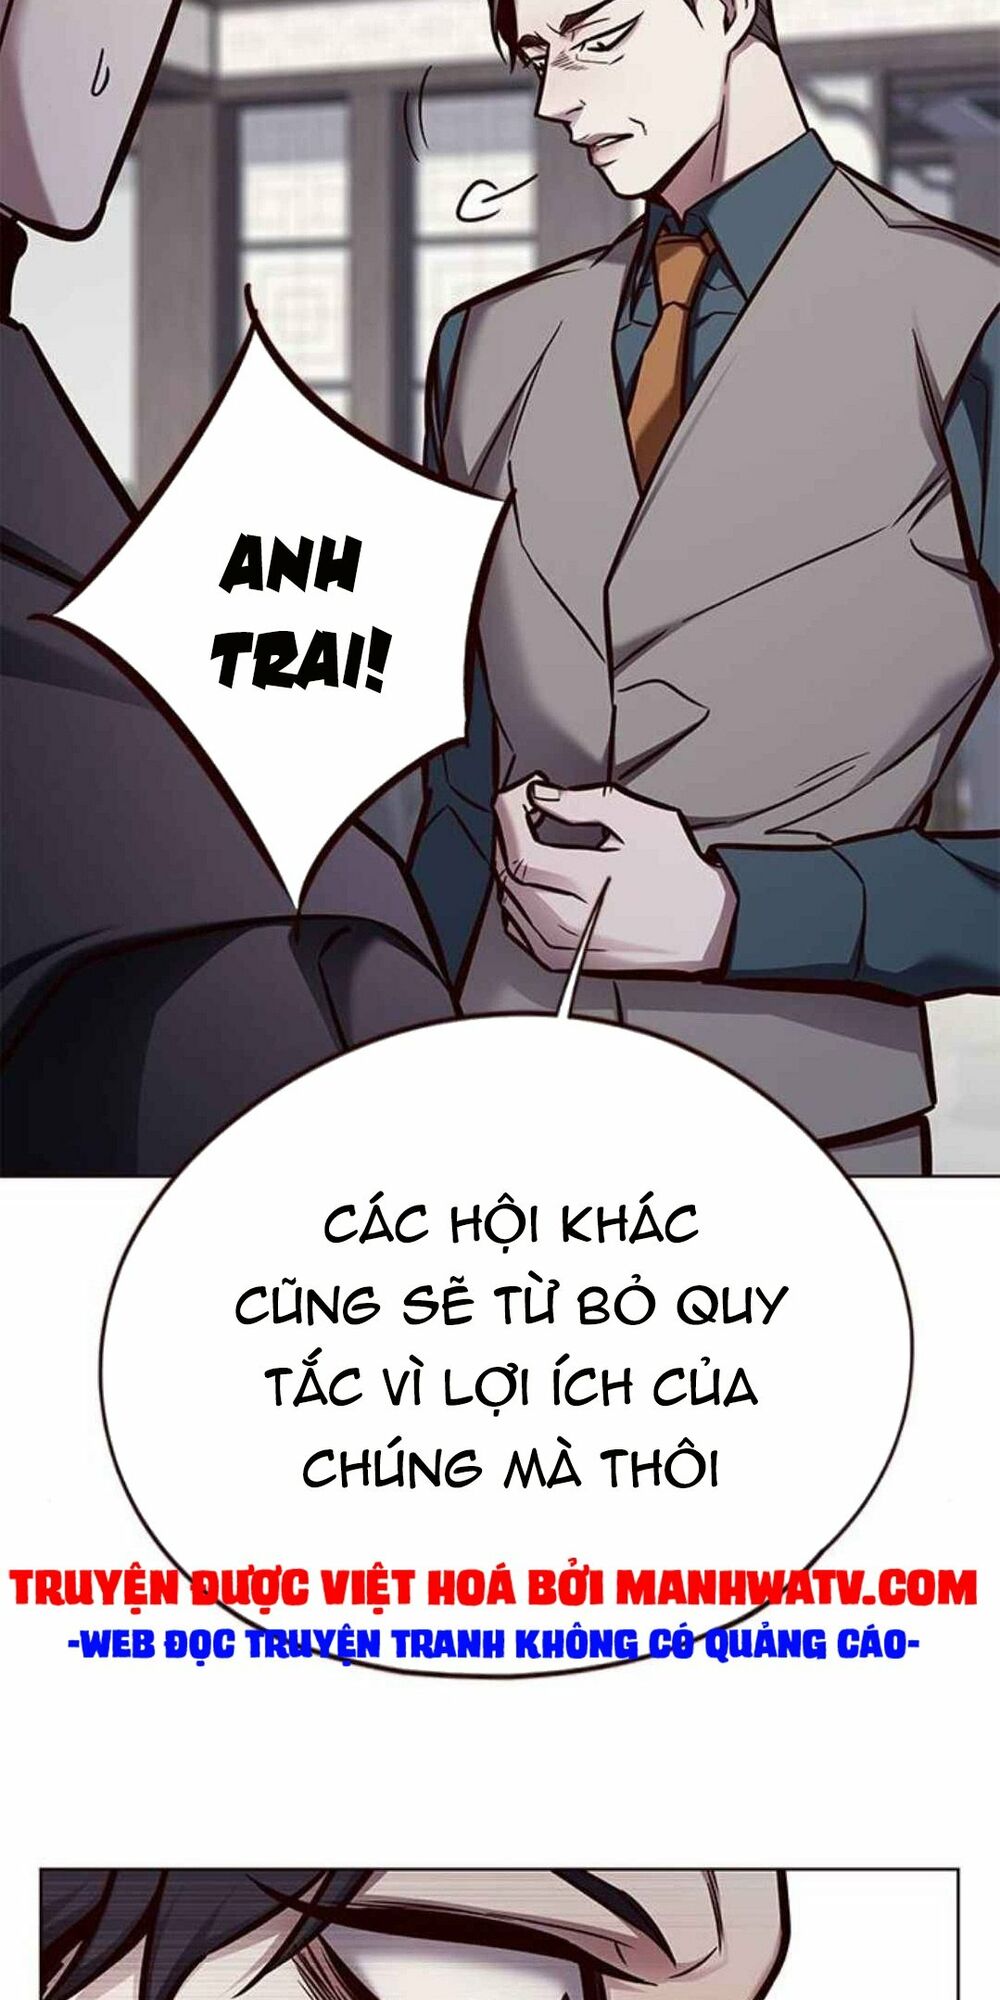 ANH
TRAI!
CÁC HỘI KHÁC
CŨNG SẼ TỪ BỎ QUY
TẮC VÌ LỢI ÍCH CỦA
CHÚNG MÀ THÔI
TRUYỆN ĐƯỢC VIỆT HOÁ BỞI MANHWATV.COM
-WEB ĐỌC TRUYỆN TRANH KHÔNG CÓ QUẢNG CÁO-